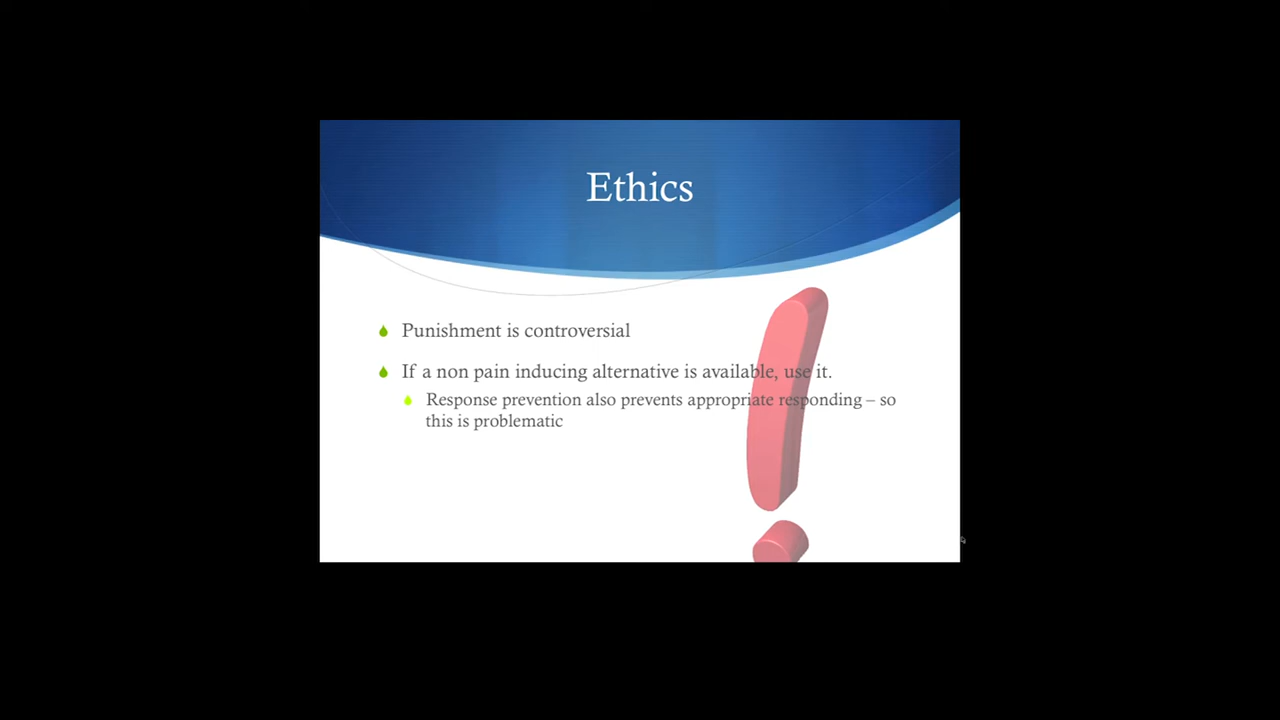 Ethics
Punishment is controversial
If a non pain inducing alternative is available, use it.
Response prevention also prevents appropriate responding – so
this is problematic